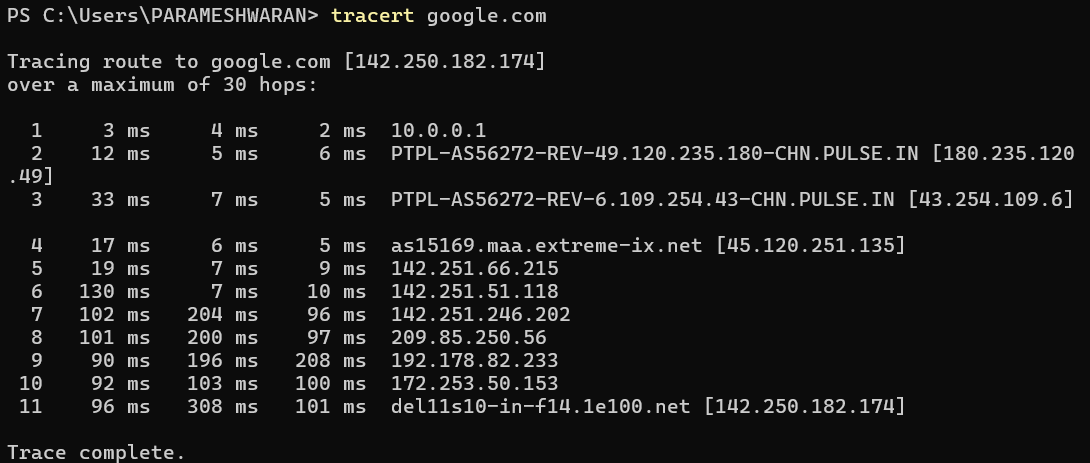 PS C:\Users\PARAMESHWARAN> tracert google.com
Tracing route to google.com [142.250.182.174]
over a maximum of 30 hops:
  1     3 ms     4 ms     2 ms  10.0.0.1
  2    12 ms     5 ms     6 ms  PTPL-AS56272-REV-49.120.235.180-CHN.PULSE.IN [180.235.120
.49]
  3    33 ms     7 ms     5 ms  PTPL-AS56272-REV-6.109.254.43-CHN.PULSE.IN [43.254.109.6]
  4    17 ms     6 ms     5 ms  as15169.maa.extreme-ix.net [45.120.251.135]
  5    19 ms     7 ms     9 ms  142.251.66.215
  6   130 ms     7 ms    10 ms  142.251.51.118
  7   102 ms   204 ms    96 ms  142.251.246.202
  8   101 ms   200 ms    97 ms  209.85.250.56
  9    90 ms   196 ms   208 ms  192.178.82.233
 10    92 ms   103 ms   100 ms  172.253.50.153
 11    96 ms   308 ms   101 ms  del11s10-in-f14.1e100.net [142.250.182.174]
Trace complete.